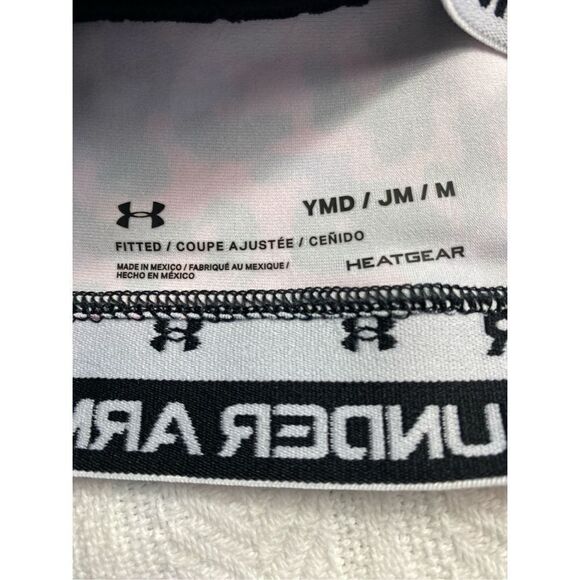 YMD / JM / M
FITTED / COUPE AJUSTÉE / CEÑIDO
MADE IN MEXICO / FABRIQUÉ AU MEXIQUE /
HECHO EN MÉXICO
HEATGEAR
UNDER ARM